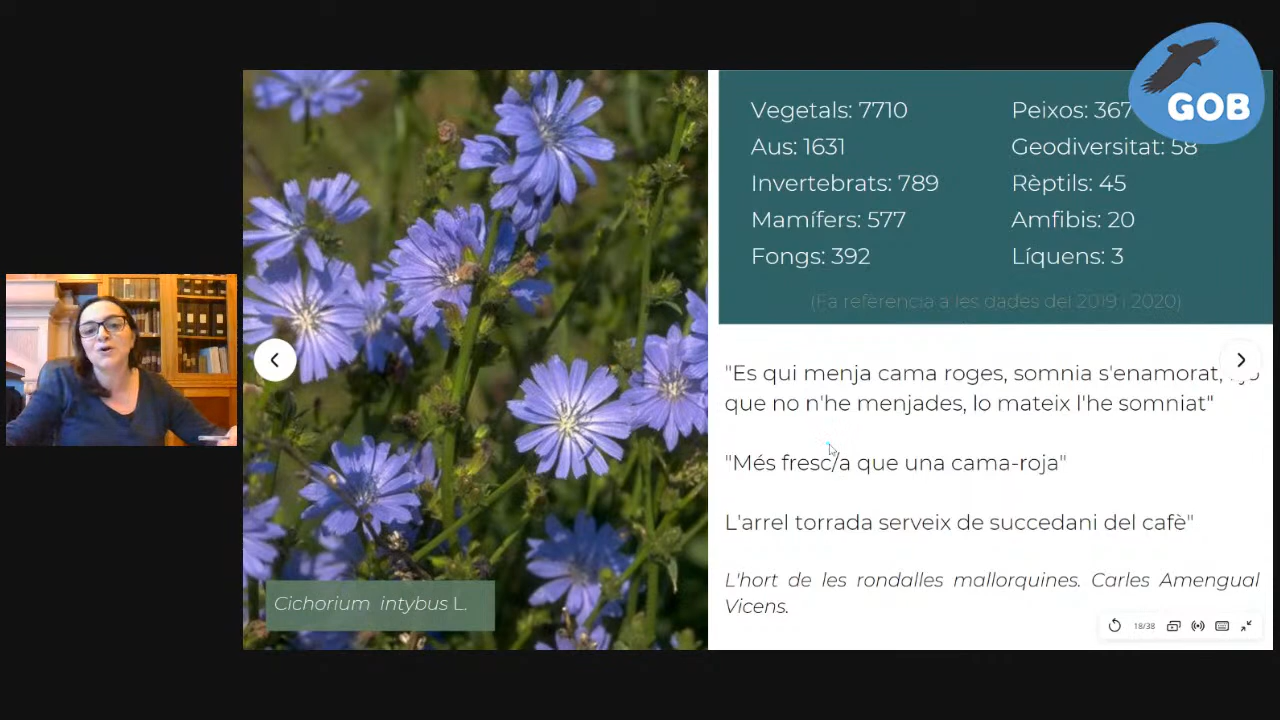 GOB
Vegetals: 7710
Aus: 1631
Invertebrats: 789
Mamífers: 577
Fongs: 392
Peixos: 367
Geodiversitat: 58
Rèptils: 45
Amfibis: 20
Líquens: 3
(Fa referencia a les dades del 2019 i 2020)
"Es qui menja cama roges, somnia s'enamorat,
que no n'he menjades, lo mateix l'he somniat"
"Més fresc/a que una cama-roja"
L'arrel torrada serveix de succedani del cafè"
L'hort de les rondalles mallorquines. Carles Amengual
Vicens.
Cichorium intybus L.
18/38